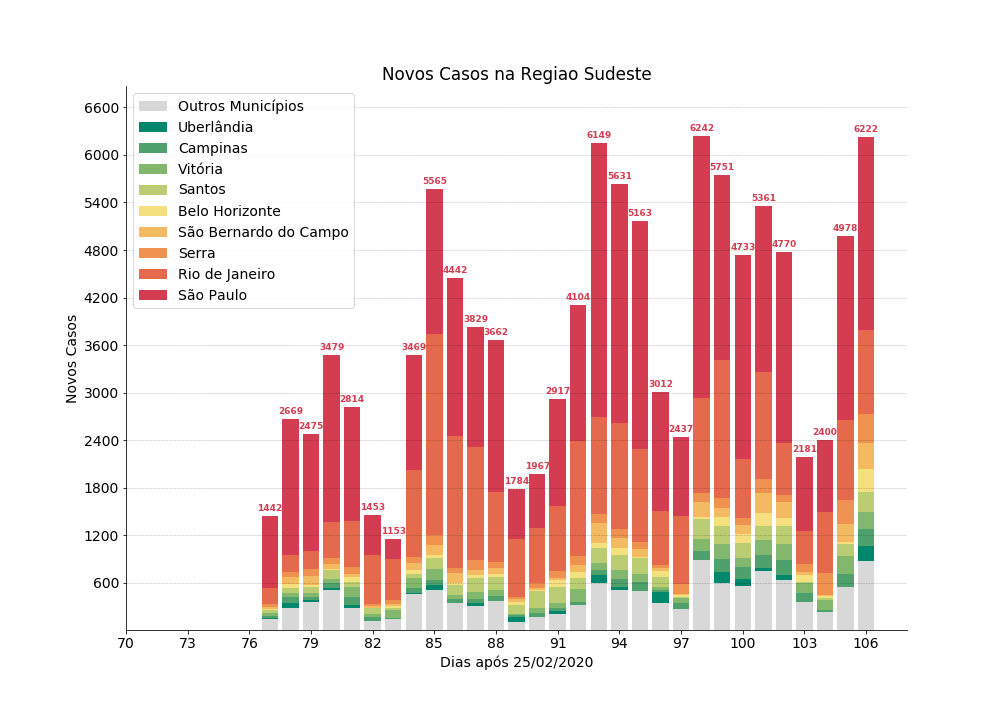 Novos Casos na Regiao Sudeste
Outros Municípios
Uberlândia
Campinas
Vitória
Santos
Belo Horizonte
São Bernardo do Campo
Serra
Rio de Janeiro
São Paulo
Novos Casos
6600
6000
5400
4800
4200
3600
3000
2400
1800
1200
600
1442
2669
2475
3479
2814
1453
1153
3469
5565
4442
3829
3662
1784
1967
2917
4104
6149
5631
5163
3012
2437
6242
5751
4733
5361
4770
2181
2400
4978
6222
70 73 76 79 82 85 88 91 94 97 100 103 106
Dias após 25/02/2020